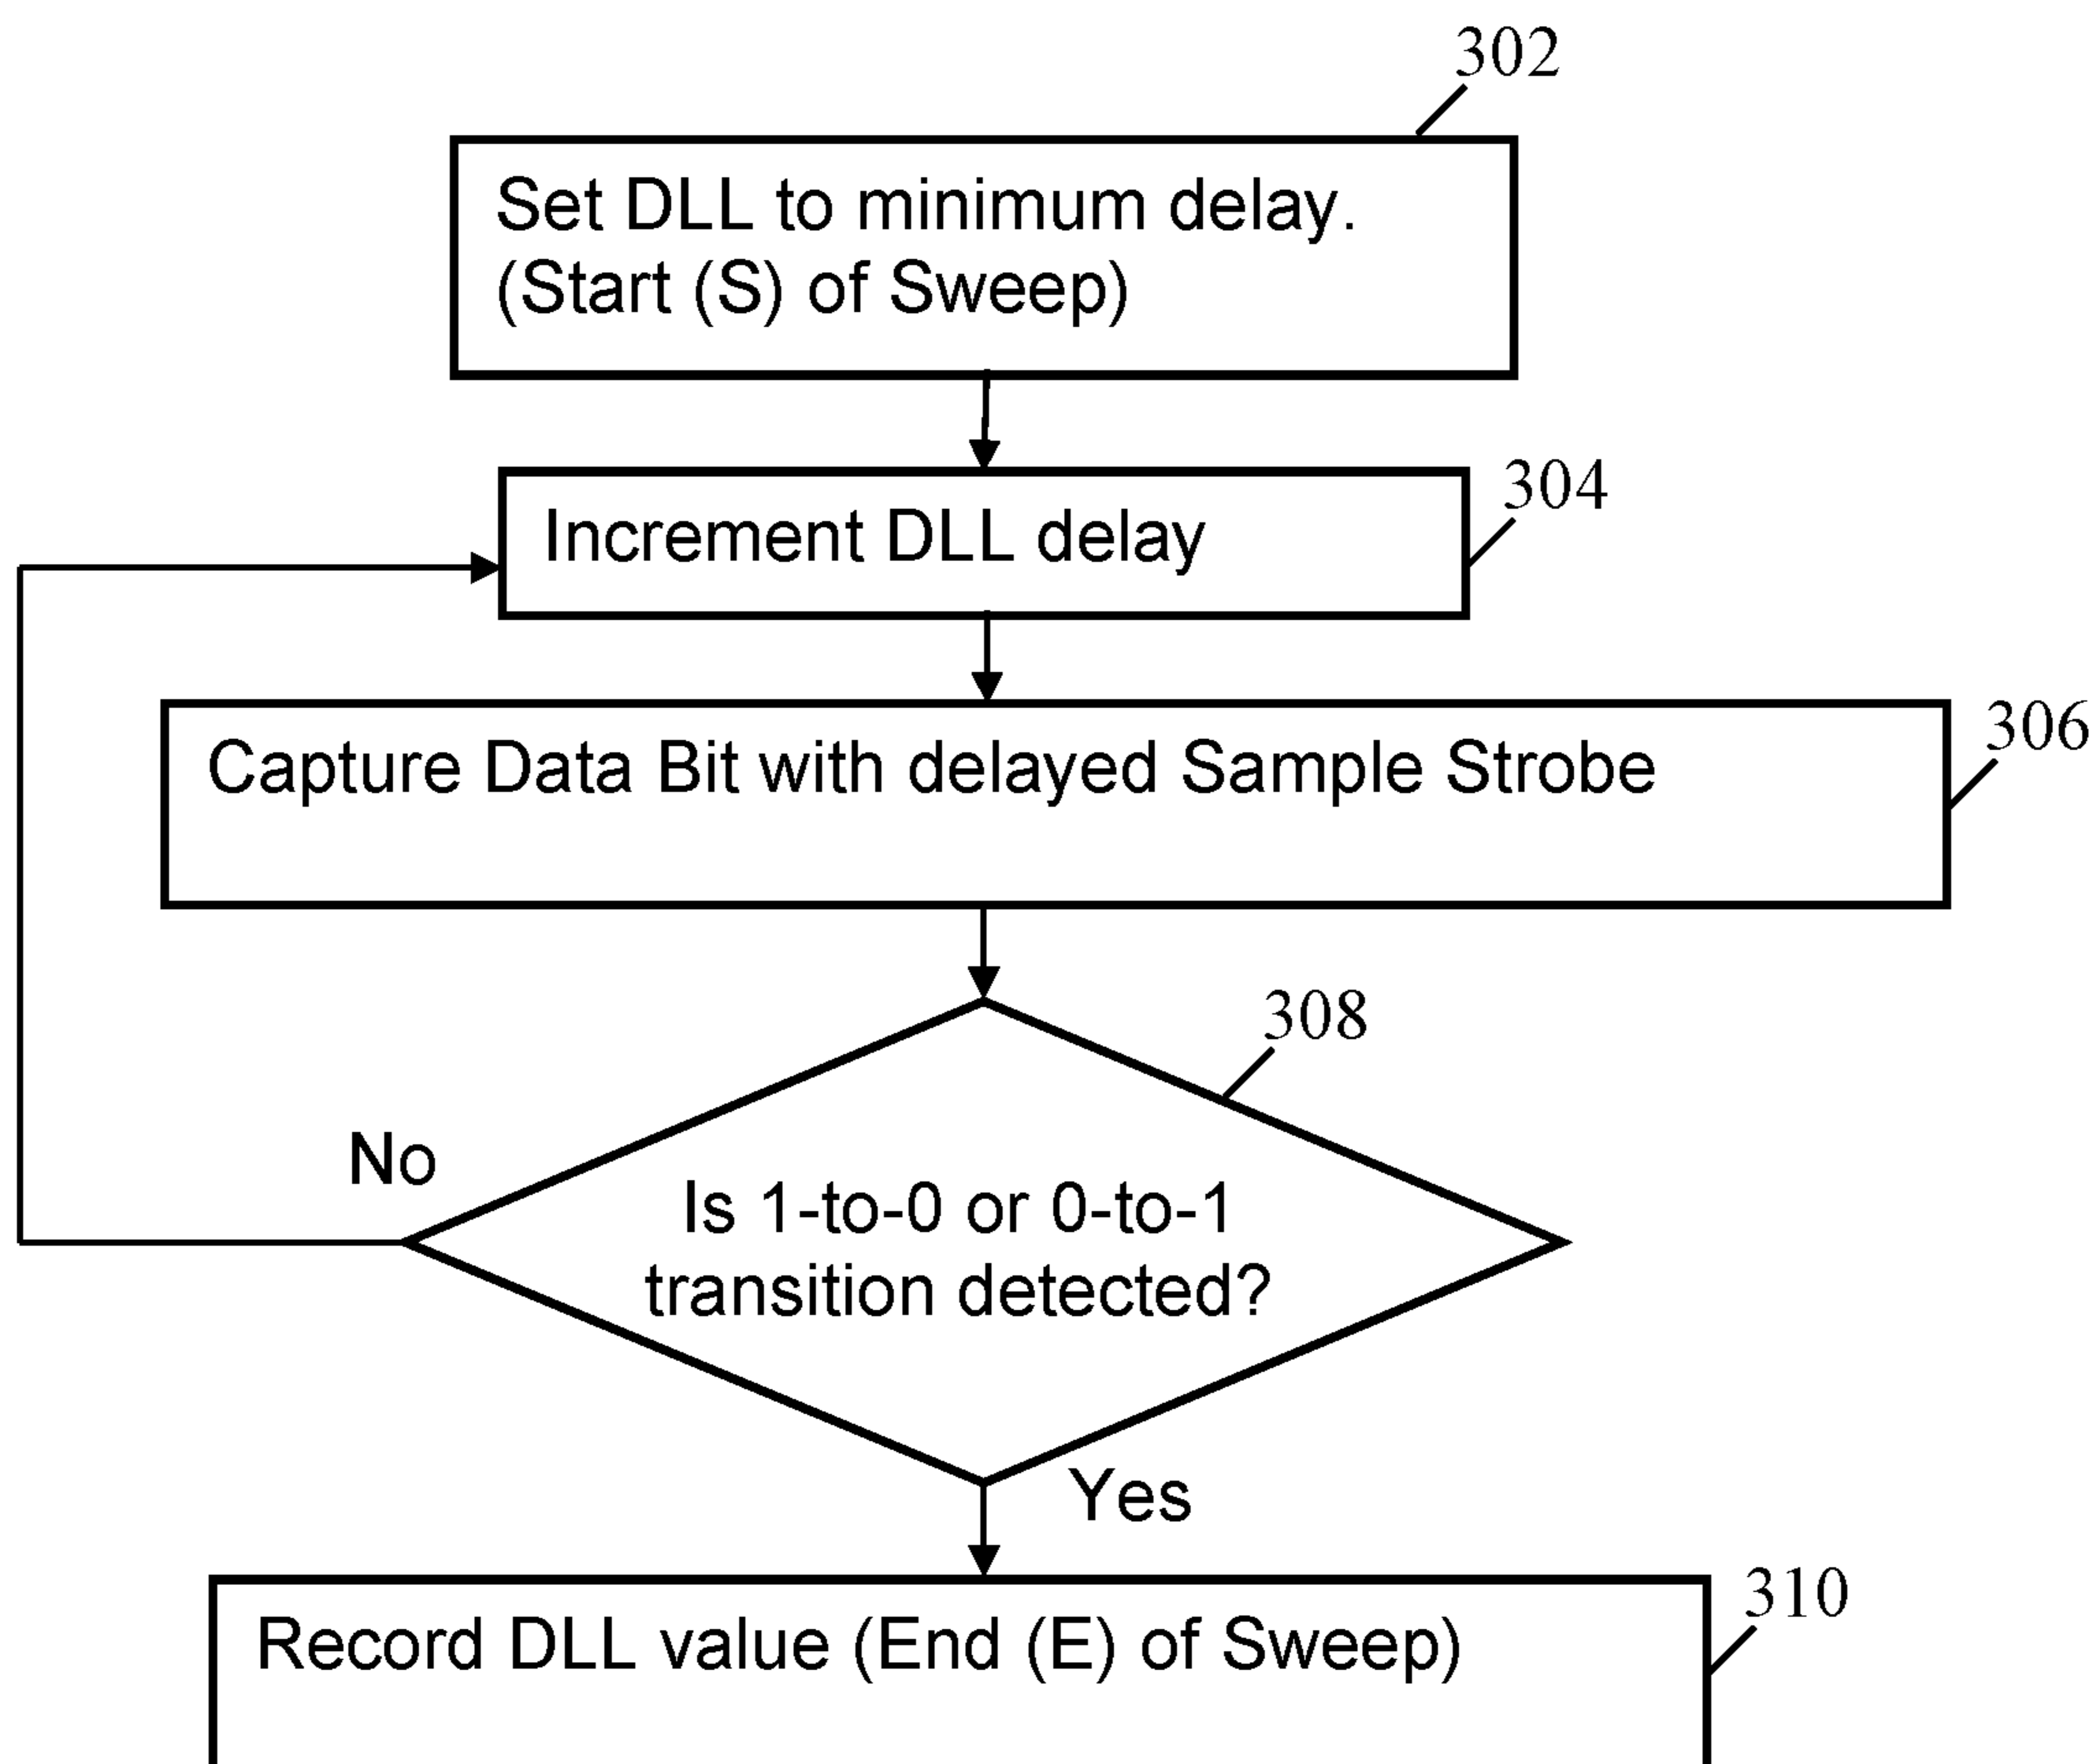 302
Set DLL to minimum delay.
(Start (S) of Sweep)
304
Increment DLL delay
306
Capture Data Bit with delayed Sample Strobe
308
No
Is 1-to-0 or 0-to-1
transition detected?
Yes
310
Record DLL value (End (E) of Sweep)